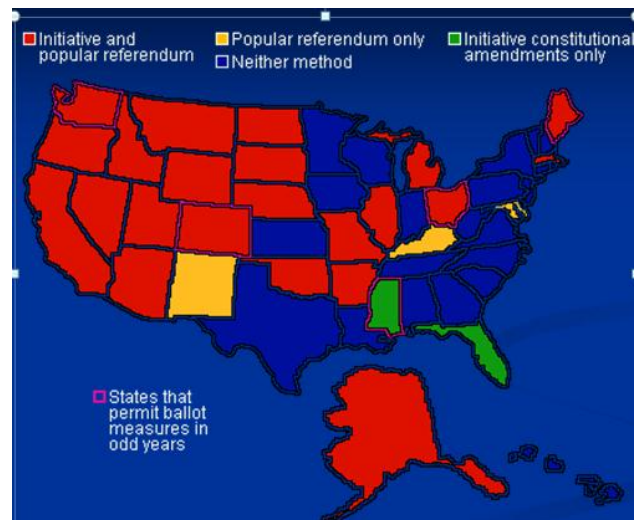 Initiative and
popular referendum
Popular referendum only
Neither method
Initiative constitutional
amendments only
States that
permit ballot
measures in
odd years